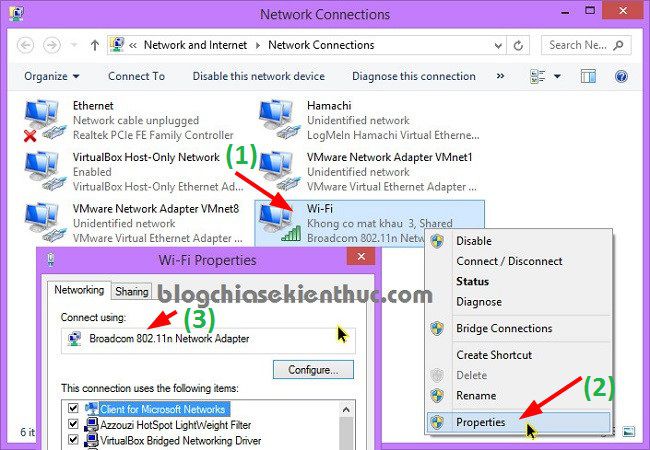 Network Connections
Network and Internet
Network Connections
Search Ne...
Organize
Connect To
Disable this network device
Diagnose this connection
»
Ethernet
Network cable unplugged
Realtek PCIe FE Family Controller
Hamachi
Unidentified network
LogMeIn Hamachi Virtual Etherne...
VirtualBox Host-Only Network
Enabled
VirtualBox Host-Only Ethernet Ad...
(1)
VMware Network Adapter VMnet1
Unidentified network
VMware Virtual Ethernet Adapter ...
VMware Network Adapter VMnet8
Unidentified network
VMware Virtual Ethernet Adapter ...
Wi-Fi
Khong co mat khau 3, Shared
Broadcom 802.11n Netw
Disable
Connect / Disconnect
Status
Diagnose
Bridge Connections
Create Shortcut
Delete
Rename
Properties
(2)
Wi-Fi Properties
Networking
Sharing
blogchiasekienthuc.com
Connect using:
(3)
Broadcom 802.11n Network Adapter
Configure...
This connection uses the following items:
Client for Microsoft Networks
Azzouzi HotSpot LightWeight Filter
VirtualBox Bridged Networking Driver
6 ite